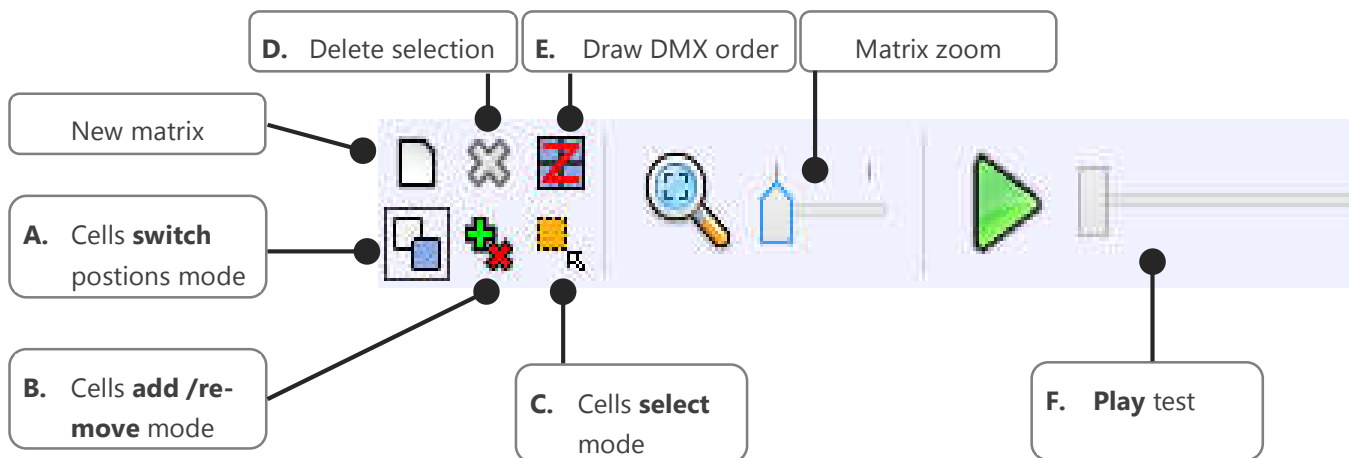 D. Delete selection
E. Draw DMX order
Matrix zoom
New matrix
A. Cells switch
postions mode
B. Cells add /re-
move mode
C. Cells select
mode
F. Play test